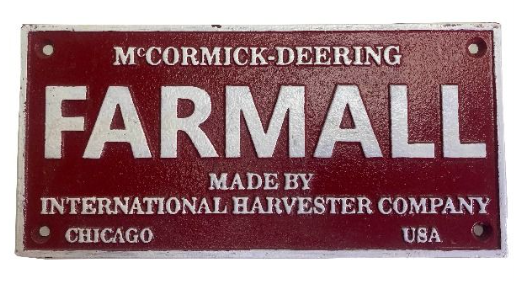 McCORMICK-DEERING
FARMALL
MADE BY
INTERNATIONAL HARVESTER COMPANY
CHICAGO USA